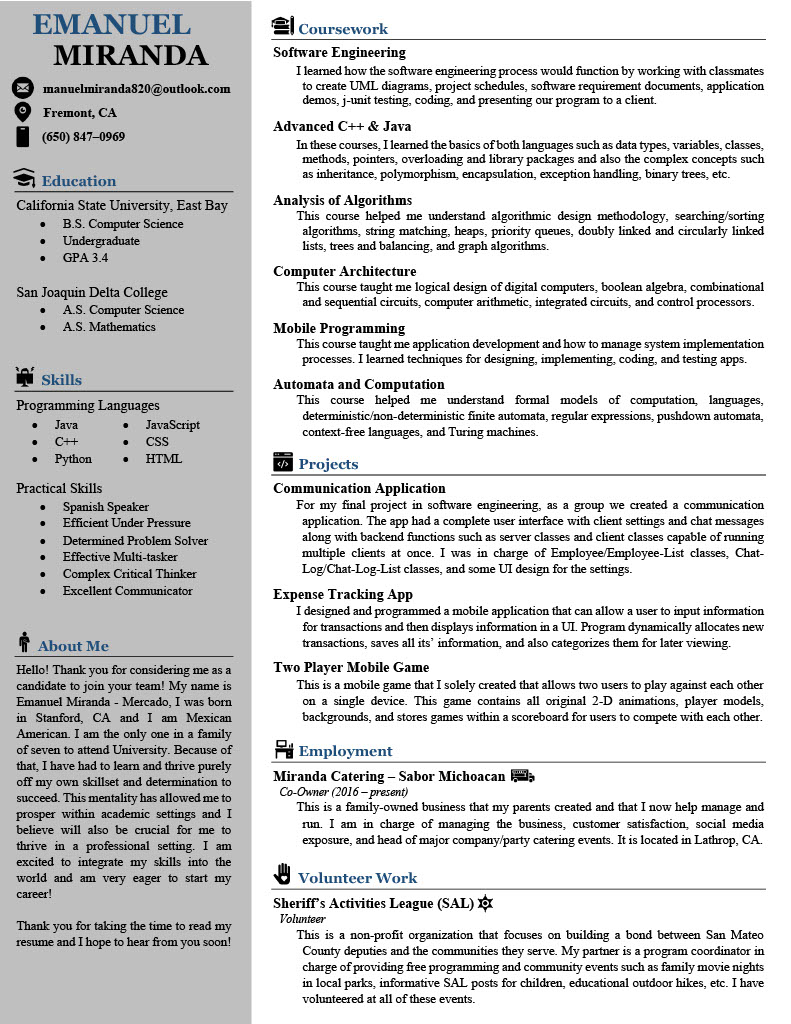 EMANUEL
MIRANDA
manuelmiranda820@outlook.com
Fremont, CA
(650) 847–0969
Education
California State University, East Bay
• B.S. Computer Science
• Undergraduate
• GPA 3.4
San Joaquin Delta College
• A.S. Computer Science
• A.S. Mathematics
Skills
Programming Languages
• Java • JavaScript
• C++ • CSS
• Python • HTML
Practical Skills
• Spanish Speaker
• Efficient Under Pressure
• Determined Problem Solver
• Effective Multi-tasker
• Complex Critical Thinker
• Excellent Communicator
About Me
Hello! Thank you for considering me as a
candidate to join your team! My name is
Emanuel Miranda - Mercado, I was born
in Stanford, CA and I am Mexican
American. I am the only one in a family
of seven to attend University. Because of
that, I have had to learn and thrive purely
off my own skillset and determination to
succeed. This mentality has allowed me to
prosper within academic settings and I
believe will also be crucial for me to
thrive in a professional setting. I am
excited to integrate my skills into the
world and am very eager to start my
career!
Thank you for taking the time to read my
resume and I hope to hear from you soon!
Coursework
Software Engineering
I learned how the software engineering process would function by working with classmates
to create UML diagrams, project schedules, software requirement documents, application
demos, j-unit testing, coding, and presenting our program to a client.
Advanced C++ & Java
In these courses, I learned the basics of both languages such as data types, variables, classes,
methods, pointers, overloading and library packages and also the complex concepts such
as inheritance, polymorphism, encapsulation, exception handling, binary trees, etc.
Analysis of Algorithms
This course helped me understand algorithmic design methodology, searching/sorting
algorithms, string matching, heaps, priority queues, doubly linked and circularly linked
lists, trees and balancing, and graph algorithms.
Computer Architecture
This course taught me logical design of digital computers, boolean algebra, combinational
and sequential circuits, computer arithmetic, integrated circuits, and control processors.
Mobile Programming
This course taught me application development and how to manage system implementation
processes. I learned techniques for designing, implementing, coding, and testing apps.
Automata and Computation
This course helped me understand formal models of computation, languages,
deterministic/non-deterministic finite automata, regular expressions, pushdown automata,
context-free languages, and Turing machines.
Projects
Communication Application
For my final project in software engineering, as a group we created a communication
application. The app had a complete user interface with client settings and chat messages
along with backend functions such as server classes and client classes capable of running
multiple clients at once. I was in charge of Employee/Employee-List classes, Chat-
Log/Chat-Log-List classes, and some UI design for the settings.
Expense Tracking App
I designed and programmed a mobile application that can allow a user to input information
for transactions and then displays information in a UI. Program dynamically allocates new
transactions, saves all its’ information, and also categorizes them for later viewing.
Two Player Mobile Game
This is a mobile game that I solely created that allows two users to play against each other
on a single device. This game contains all original 2-D animations, player models,
backgrounds, and stores games within a scoreboard for users to compete with each other.
Employment
Miranda Catering – Sabor Michoacan
Co-Owner (2016 – present)
This is a family-owned business that my parents created and that I now help manage and
run. I am in charge of managing the business, customer satisfaction, social media
exposure, and head of major company/party catering events. It is located in Lathrop, CA.
Volunteer Work
Sheriff’s Activities League (SAL)
Volunteer
This is a non-profit organization that focuses on building a bond between San Mateo
County deputies and the communities they serve. My partner is a program coordinator in
charge of providing free programming and community events such as family movie nights
in local parks, informative SAL posts for children, educational outdoor hikes, etc. I have
volunteered at all of these events.